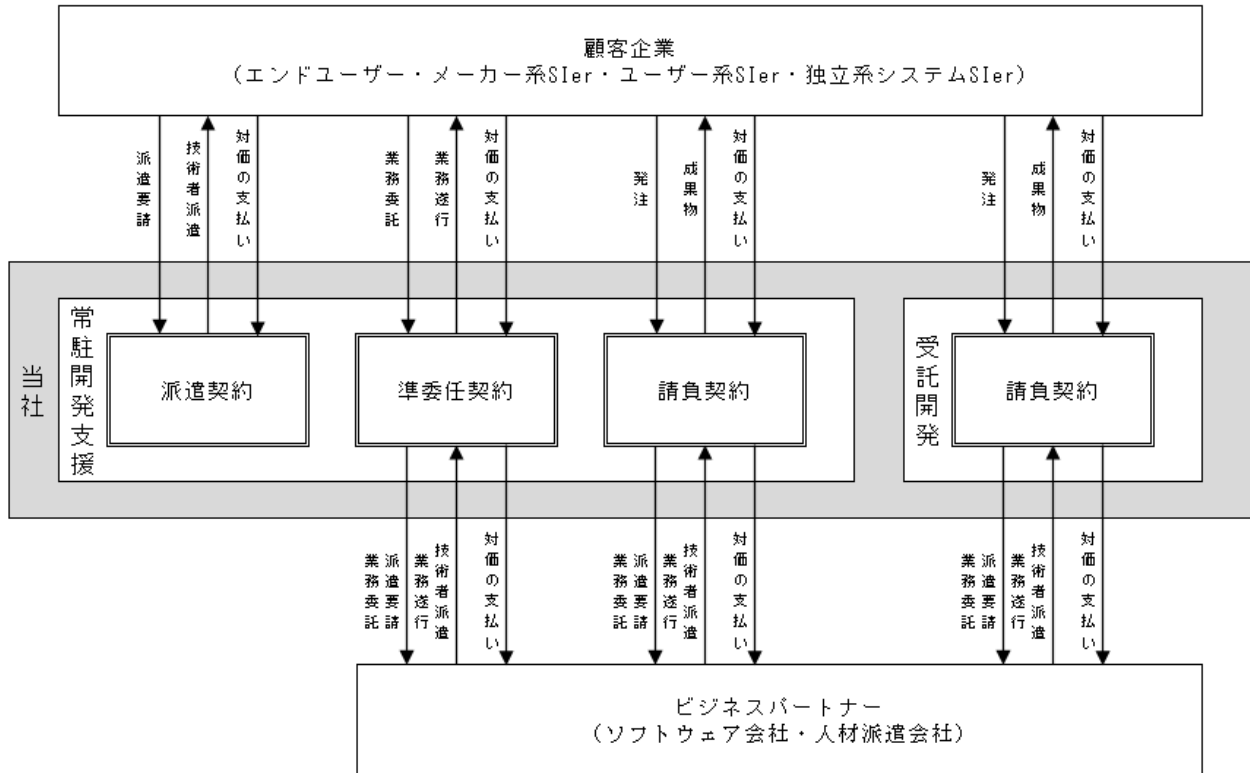 顧客企業
（エンドユーザー・メーカー系SIer・ユーザー系SIer・独立系システムSIer）
派遣要請
技術者派遣
対価の支払い
業務委託
業務遂行
対価の支払い
発注
成果物
対価の支払い
発注
成果物
対価の支払い
当社
常駐開発支援
派遣契約
準委任契約
請負契約
受託開発
請負契約
業務委託
派遣要請
業務遂行
技術者派遣
対価の支払い
業務委託
派遣要請
業務遂行
技術者派遣
対価の支払い
業務委託
派遣要請
業務遂行
技術者派遣
対価の支払い
ビジネスパートナー
（ソフトウェア会社・人材派遣会社）